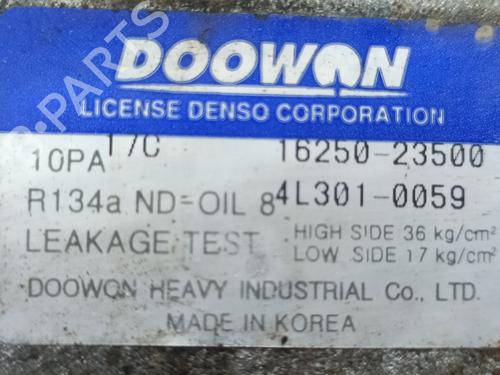 DOOWON
LICENSE DENSO CORPORATION
10PA17C 16250-23500
R134a ND-OIL 8 4L301-0059
LEAKAGE TEST HIGH SIDE 36 kg/cm²
LOW SIDE 17 kg/cm²
DOOWON HEAVY INDUSTRIAL Co., LTD.
MADE IN KOREA
PARTS